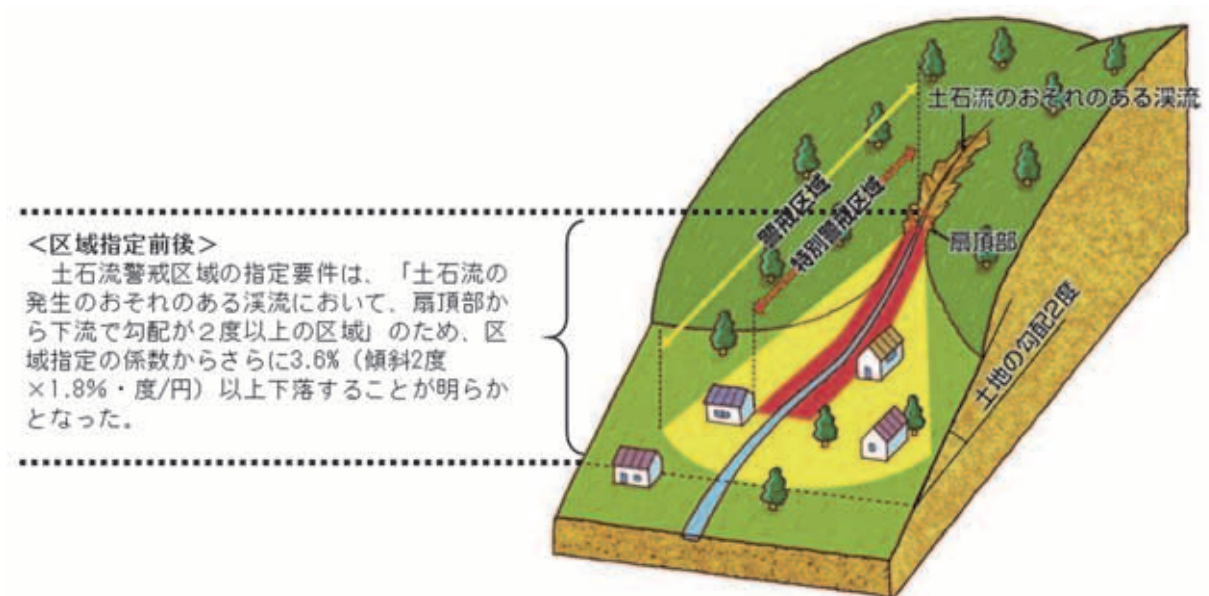 ＜区域指定前後＞
　土石流警戒区域の指定要件は、「土石流の
発生のおそれのある渓流において、扇頂部か
ら下流で勾配が２度以上の区域」のため、区
域指定の係数からさらに3.6%（傾斜2度
×1.8%・度/円）以上下落することが明らか
となった。
土石流のおそれのある渓流
警戒区域
特別警戒区域
扇頂部
土地の勾配2度